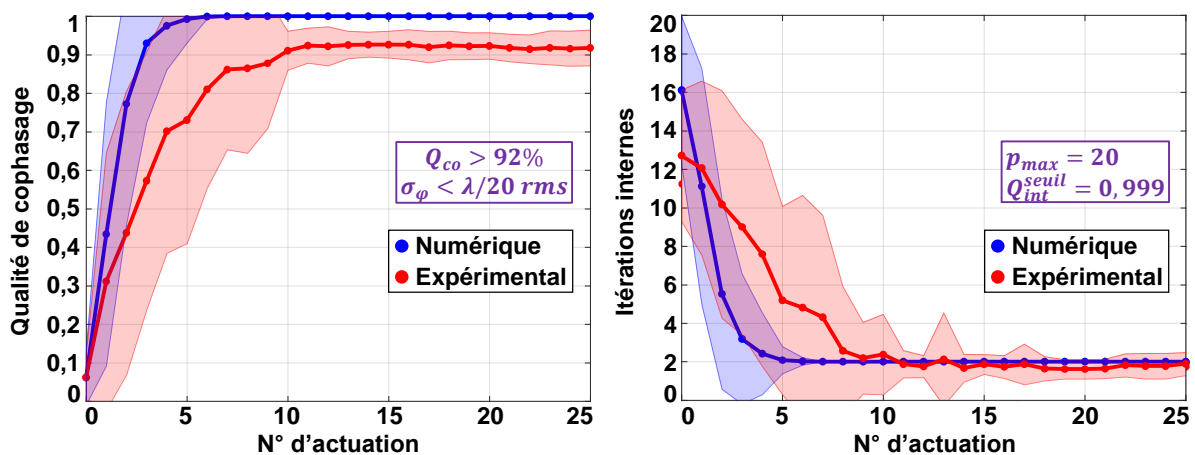 1
0,9
0,8
0,7
0,6
0,5
0,4
0,3
0,2
0,1
0
Qualité de cophasage
Q_co > 92%
σ_φ < λ/20 rms
Numérique
Expérimental
0 5 10 15 20 25
N° d'actuation
20
18
16
14
12
10
8
6
4
2
0
Itérations internes
p_max = 20
Q_int^seuil = 0,999
Numérique
Expérimental
0 5 10 15 20 25
N° d'actuation